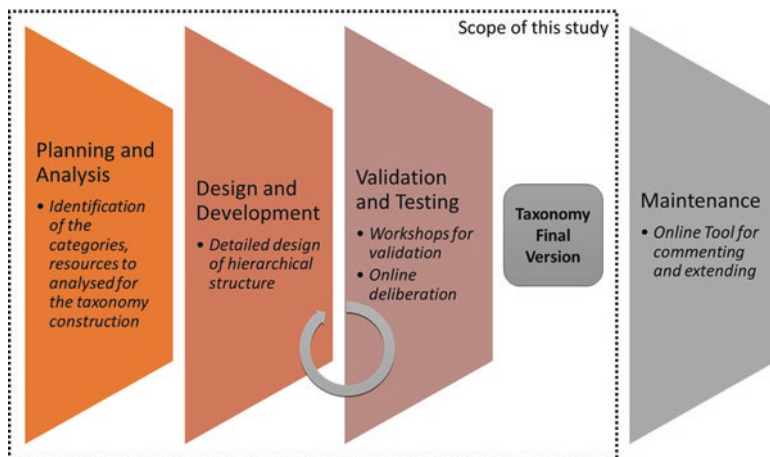 Scope of this study
Planning and
Analysis
• Identification
of the
categories,
resources to
analysed for
the taxonomy
construction
Design and
Development
• Detailed design
of hierarchical
structure
Validation
and Testing
• Workshops for
validation
• Online
deliberation
Taxonomy
Final
Version
Maintenance
• Online Tool for
commenting
and extending